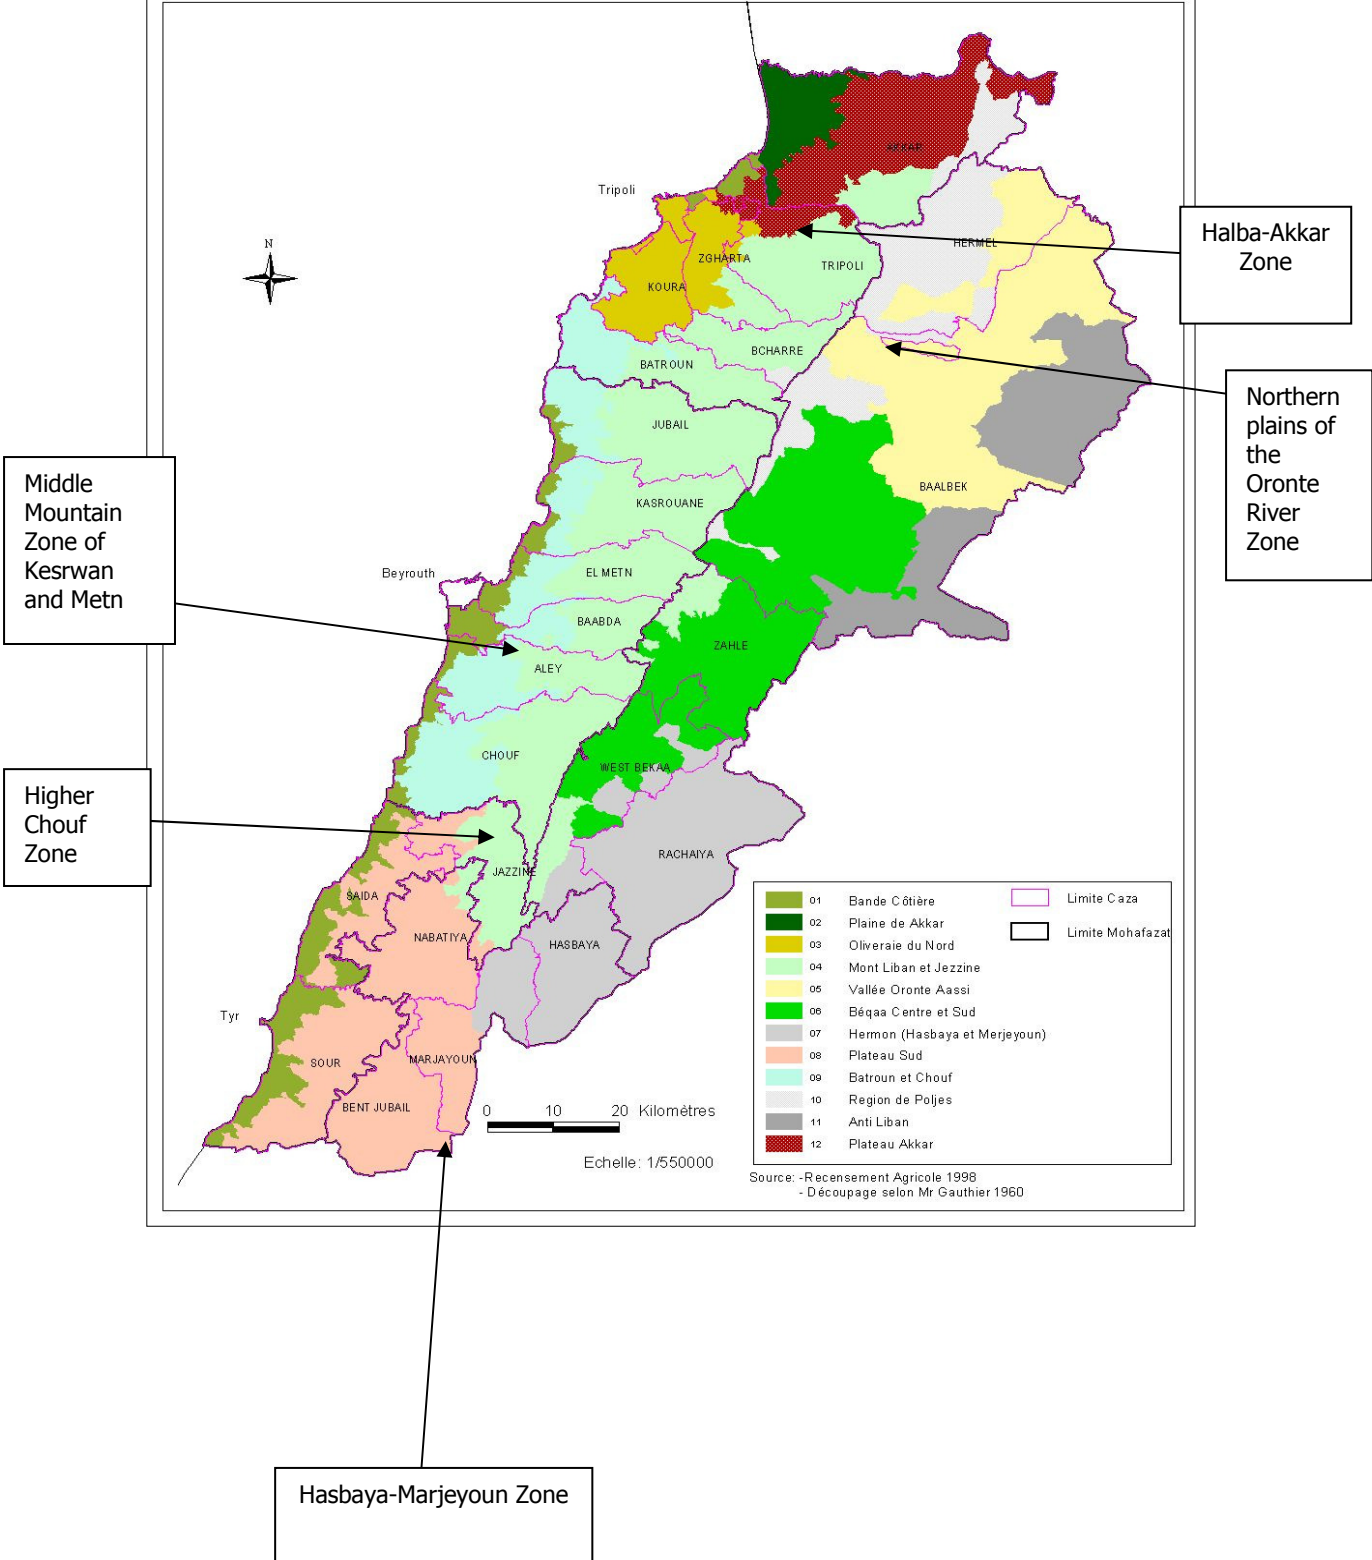 AKKAR
Tripoli
N
HERMEL
ZGHARTA
TRIPOLI
KOURA
BCHARRE
BATROUN
JUBAIL
BAALBEK
KASROUANE
Beyrouth
EL METN
BAABDA
ZAHLE
ALEY
CHOUF
WEST BEKAA
RACHAIYA
JAZZINE
SAIDA
NABATIYA
HASBAYA
Tyr
SOUR
MARJAYOUN
BENT JUBAIL
Halba-Akkar
Zone
Northern
plains of
the
Oronte
River
Zone
Middle
Mountain
Zone of
Kesrwan
and Metn
Higher
Chouf
Zone
01 Bande Côtière
02 Plaine de Akkar
03 Oliveraie du Nord
04 Mont Liban et Jezzine
05 Vallée Oronte Aassi
06 Béqaa Centre et Sud
07 Hermon (Hasbaya et Merjeyoun)
08 Plateau Sud
09 Batroun et Chouf
10 Region de Poljes
11 Anti Liban
12 Plateau Akkar
Limite Caza
Limite Mohafazat
0 10 20 Kilomètres
Echelle: 1/550000
Source: -Recensement Agricole 1998
- Découpage selon Mr Gauthier 1960
Hasbaya-Marjeyoun Zone